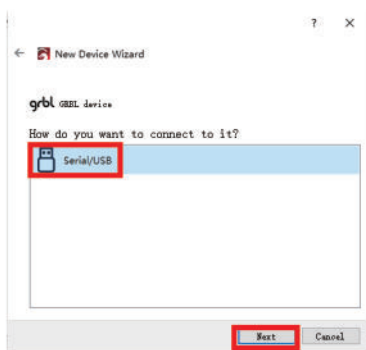 New Device Wizard
grbl GRBL device
How do you want to connect to it?
Serial/USB
Next Cancel